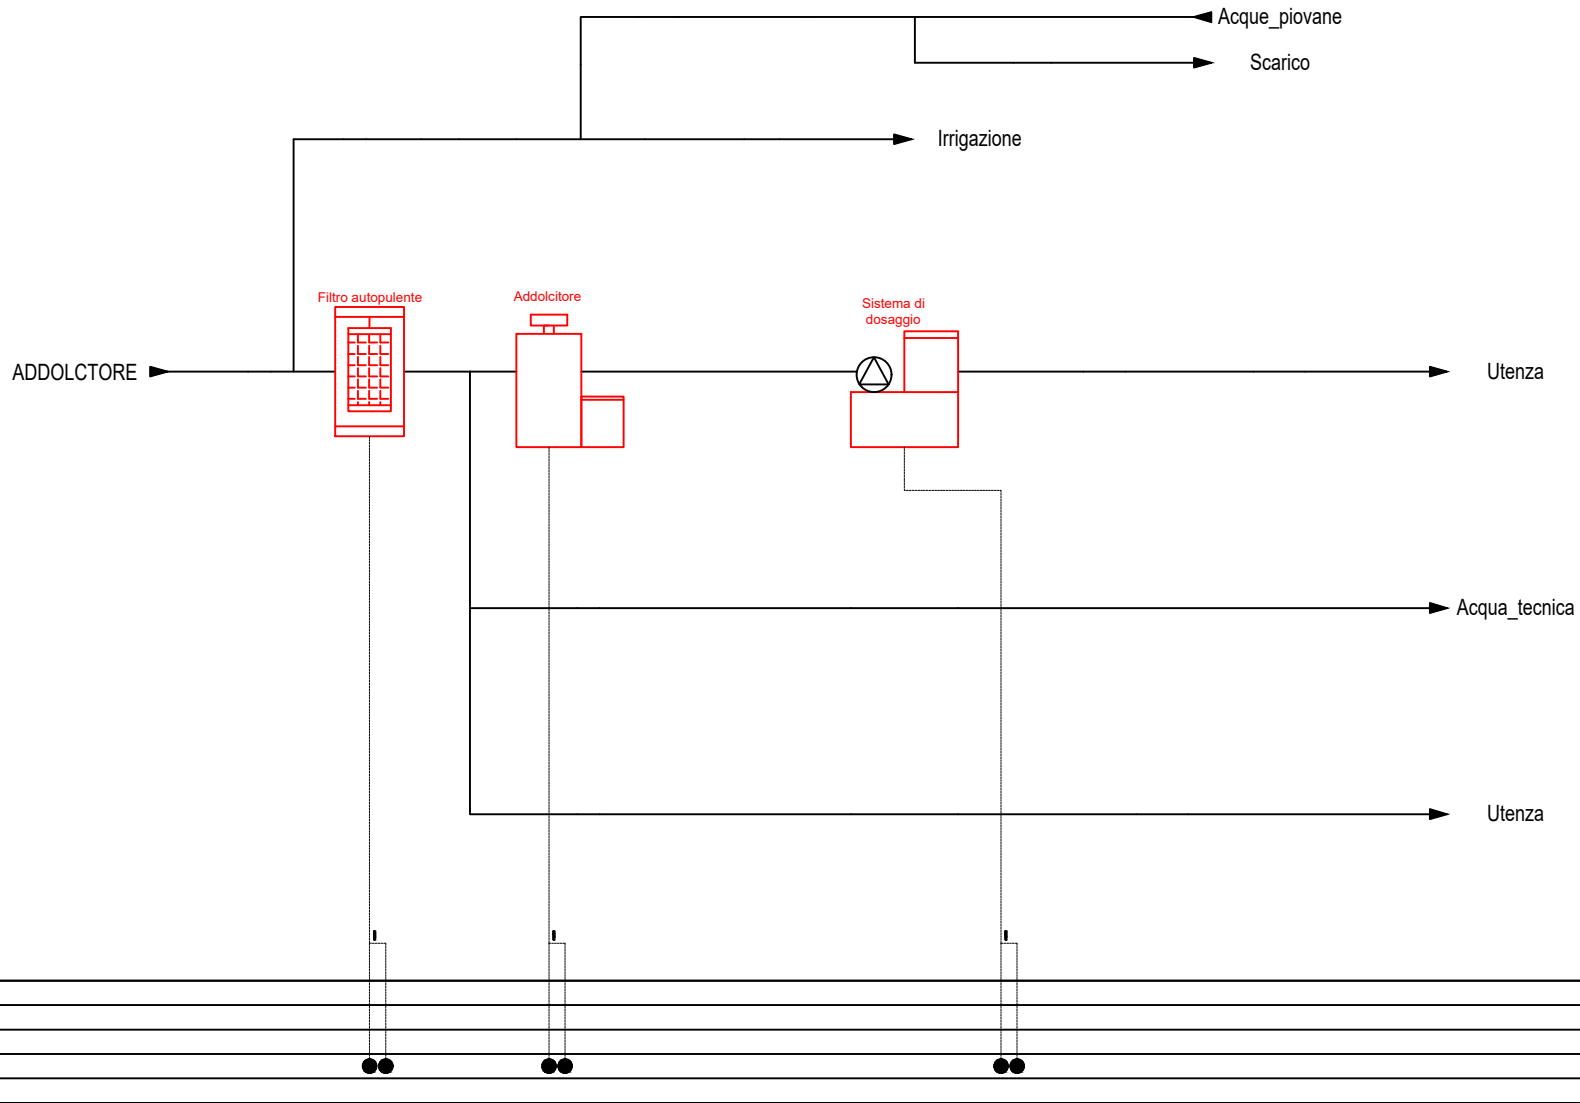 Acque_piovane
Scarico
Irrigazione
Filtro autopulente
Addolcitore
Sistema di
dosaggio
ADDOLCTORE
Utenza
Acqua_tecnica
Utenza